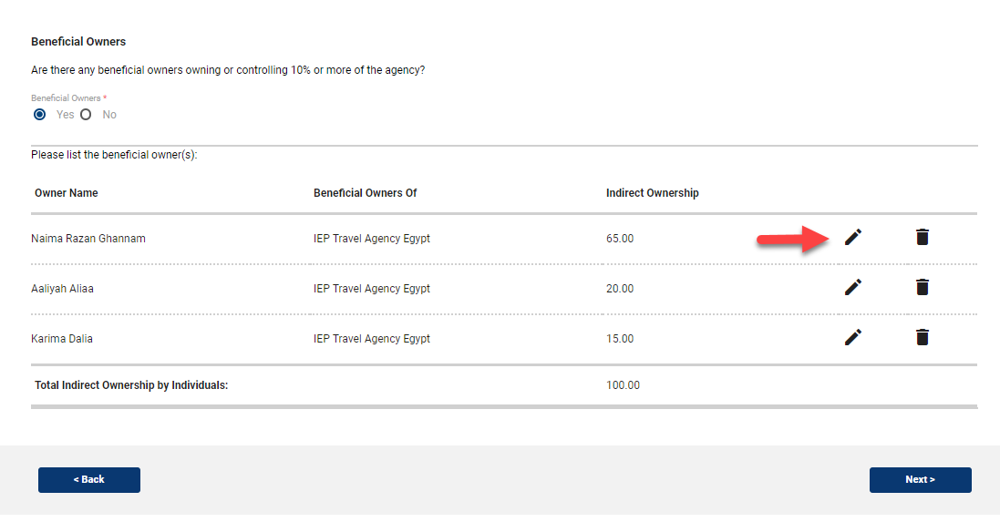 Beneficial Owners
Are there any beneficial owners owning or controlling 10% or more of the agency?
Beneficial Owners *
Yes No
Please list the beneficial owner(s):
Owner Name Beneficial Owners Of Indirect Ownership
Naima Razan Ghannam IEP Travel Agency Egypt 65.00
Aaliyah Aliaa IEP Travel Agency Egypt 20.00
Karima Dalia IEP Travel Agency Egypt 15.00
Total Indirect Ownership by Individuals: 100.00
< Back Next >